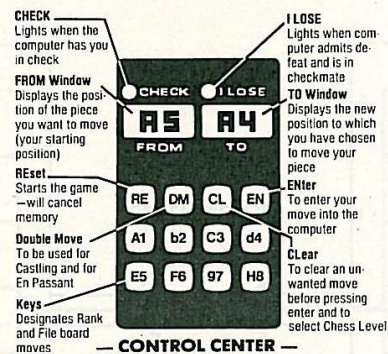 CHECK
Lights when the
computer has you
in check
FROM Window
Displays the posi-
tion of the piece
you want to move
(your starting
position)
REset
Starts the game
—will cancel
memory
Double Move
To be used for
Castling and for
En Passant
Keys
Designates Rank
and File board
moves
CHECK I LOSE
A5 A4
FROM TO
RE DM CL EN
A1 b2 C3 d4
E5 F6 97 H8
— CONTROL CENTER —
I LOSE
Lights when com-
puter admits de-
feat and is in
checkmate
TO Window
Displays the new
position to which
you have chosen
to move your
piece
ENter
To enter your
move into the
computer
CLear
To clear an un-
wanted move
before pressing
enter and to
select Chess Level